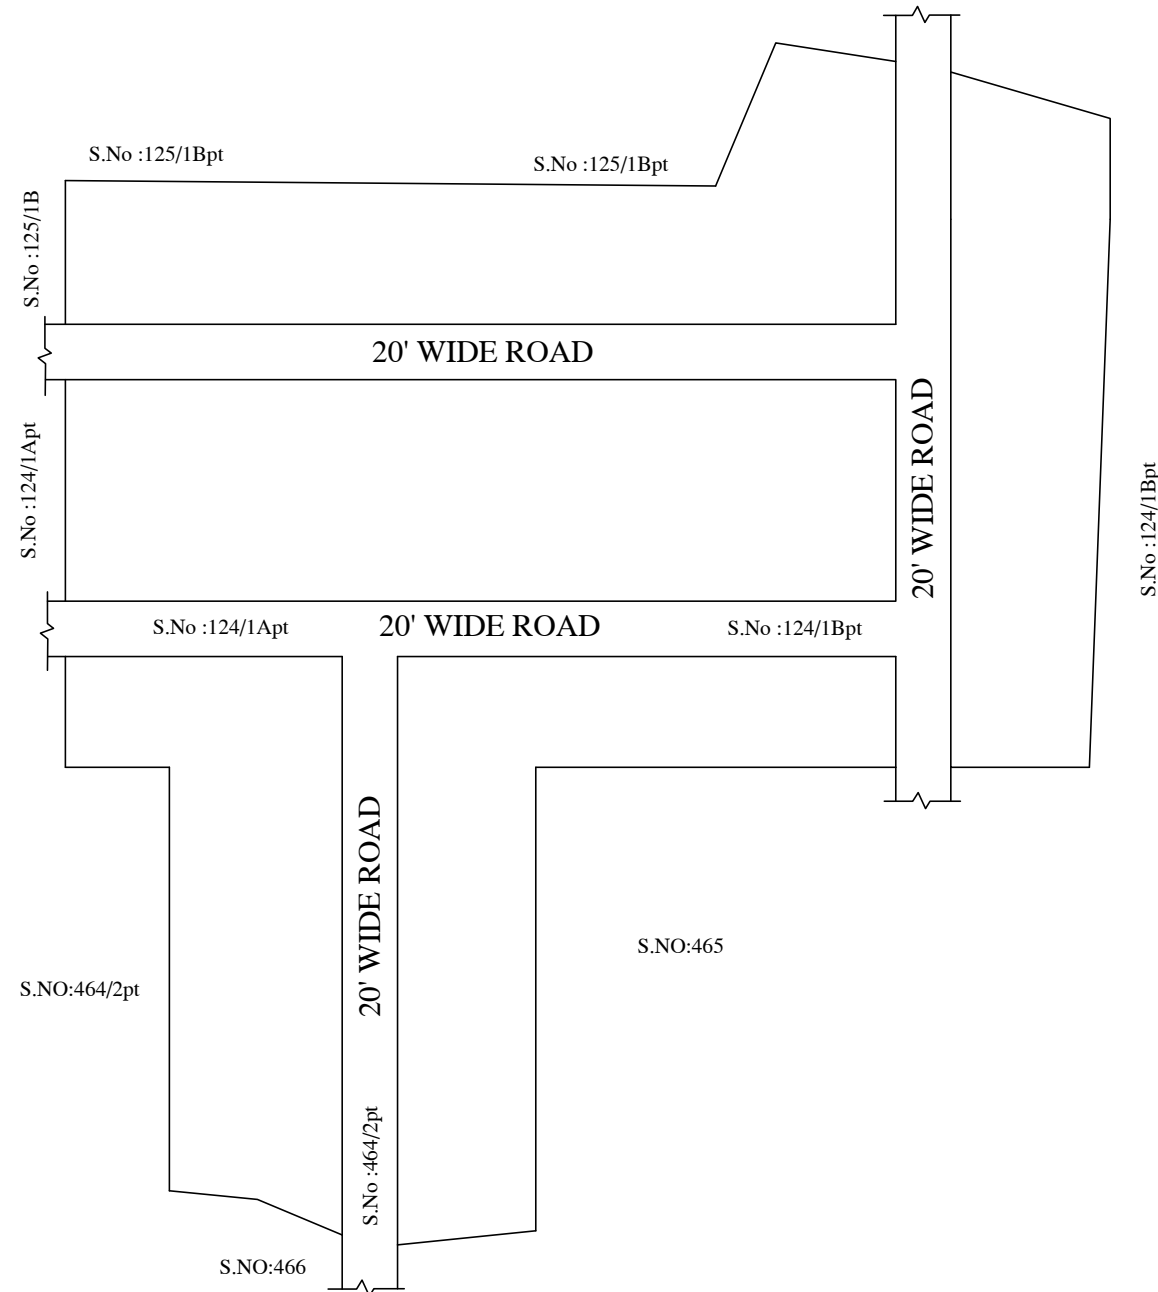 S.No :125/1Bpt
S.No :125/1Bpt
S.No :125/1B
20' WIDE ROAD
S.No :124/1Apt
20' WIDE ROAD
S.No :124/1Bpt
S.No :124/1Apt
20' WIDE ROAD
S.No :124/1Bpt
20' WIDE ROAD
S.NO:465
S.NO:464/2pt
S.No :464/2pt
S.NO:466